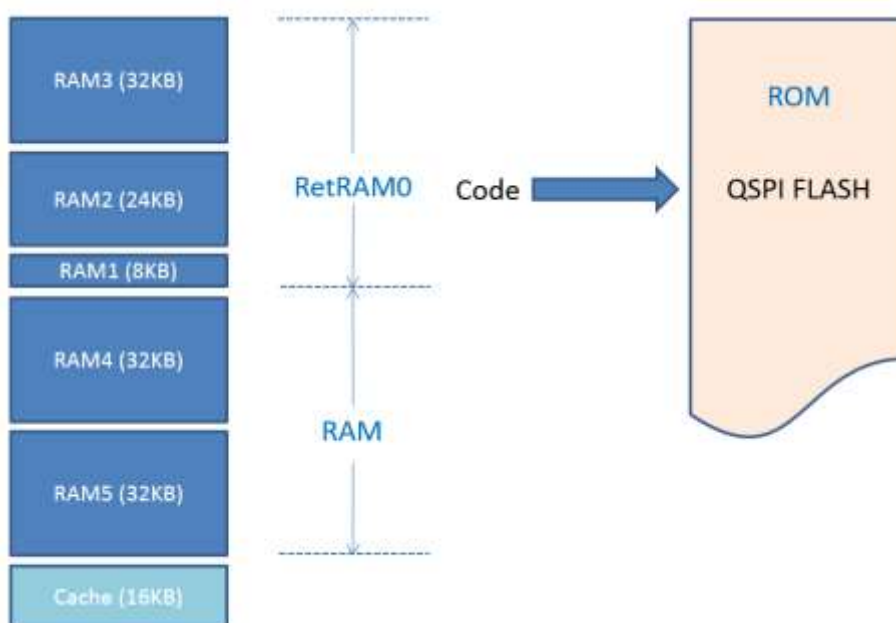 RAM3 (32KB)
RAM2 (24KB)
RAM1 (8KB)
RAM4 (32KB)
RAM5 (32KB)
Cache (16KB)
RetRAM0
RAM
Code
ROM
QSPI FLASH